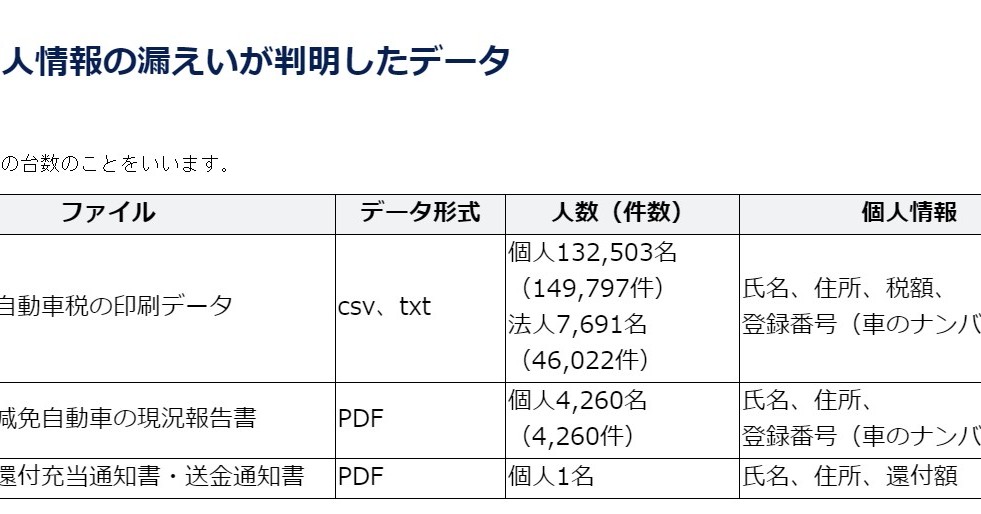 人情報の漏えいが判明したデータ
の台数のことをいいます。
ファイル データ形式 人数（件数） 個人情報
自動車税の印刷データ csv、txt 個人132,503名
（149,797件）
法人7,691名
（46,022件） 氏名、住所、税額、
登録番号（車のナンバ
減免自動車の現況報告書 PDF 個人4,260名
（4,260件） 氏名、住所、
登録番号（車のナンバ
還付充当通知書・送金通知書 PDF 個人1名 氏名、住所、還付額